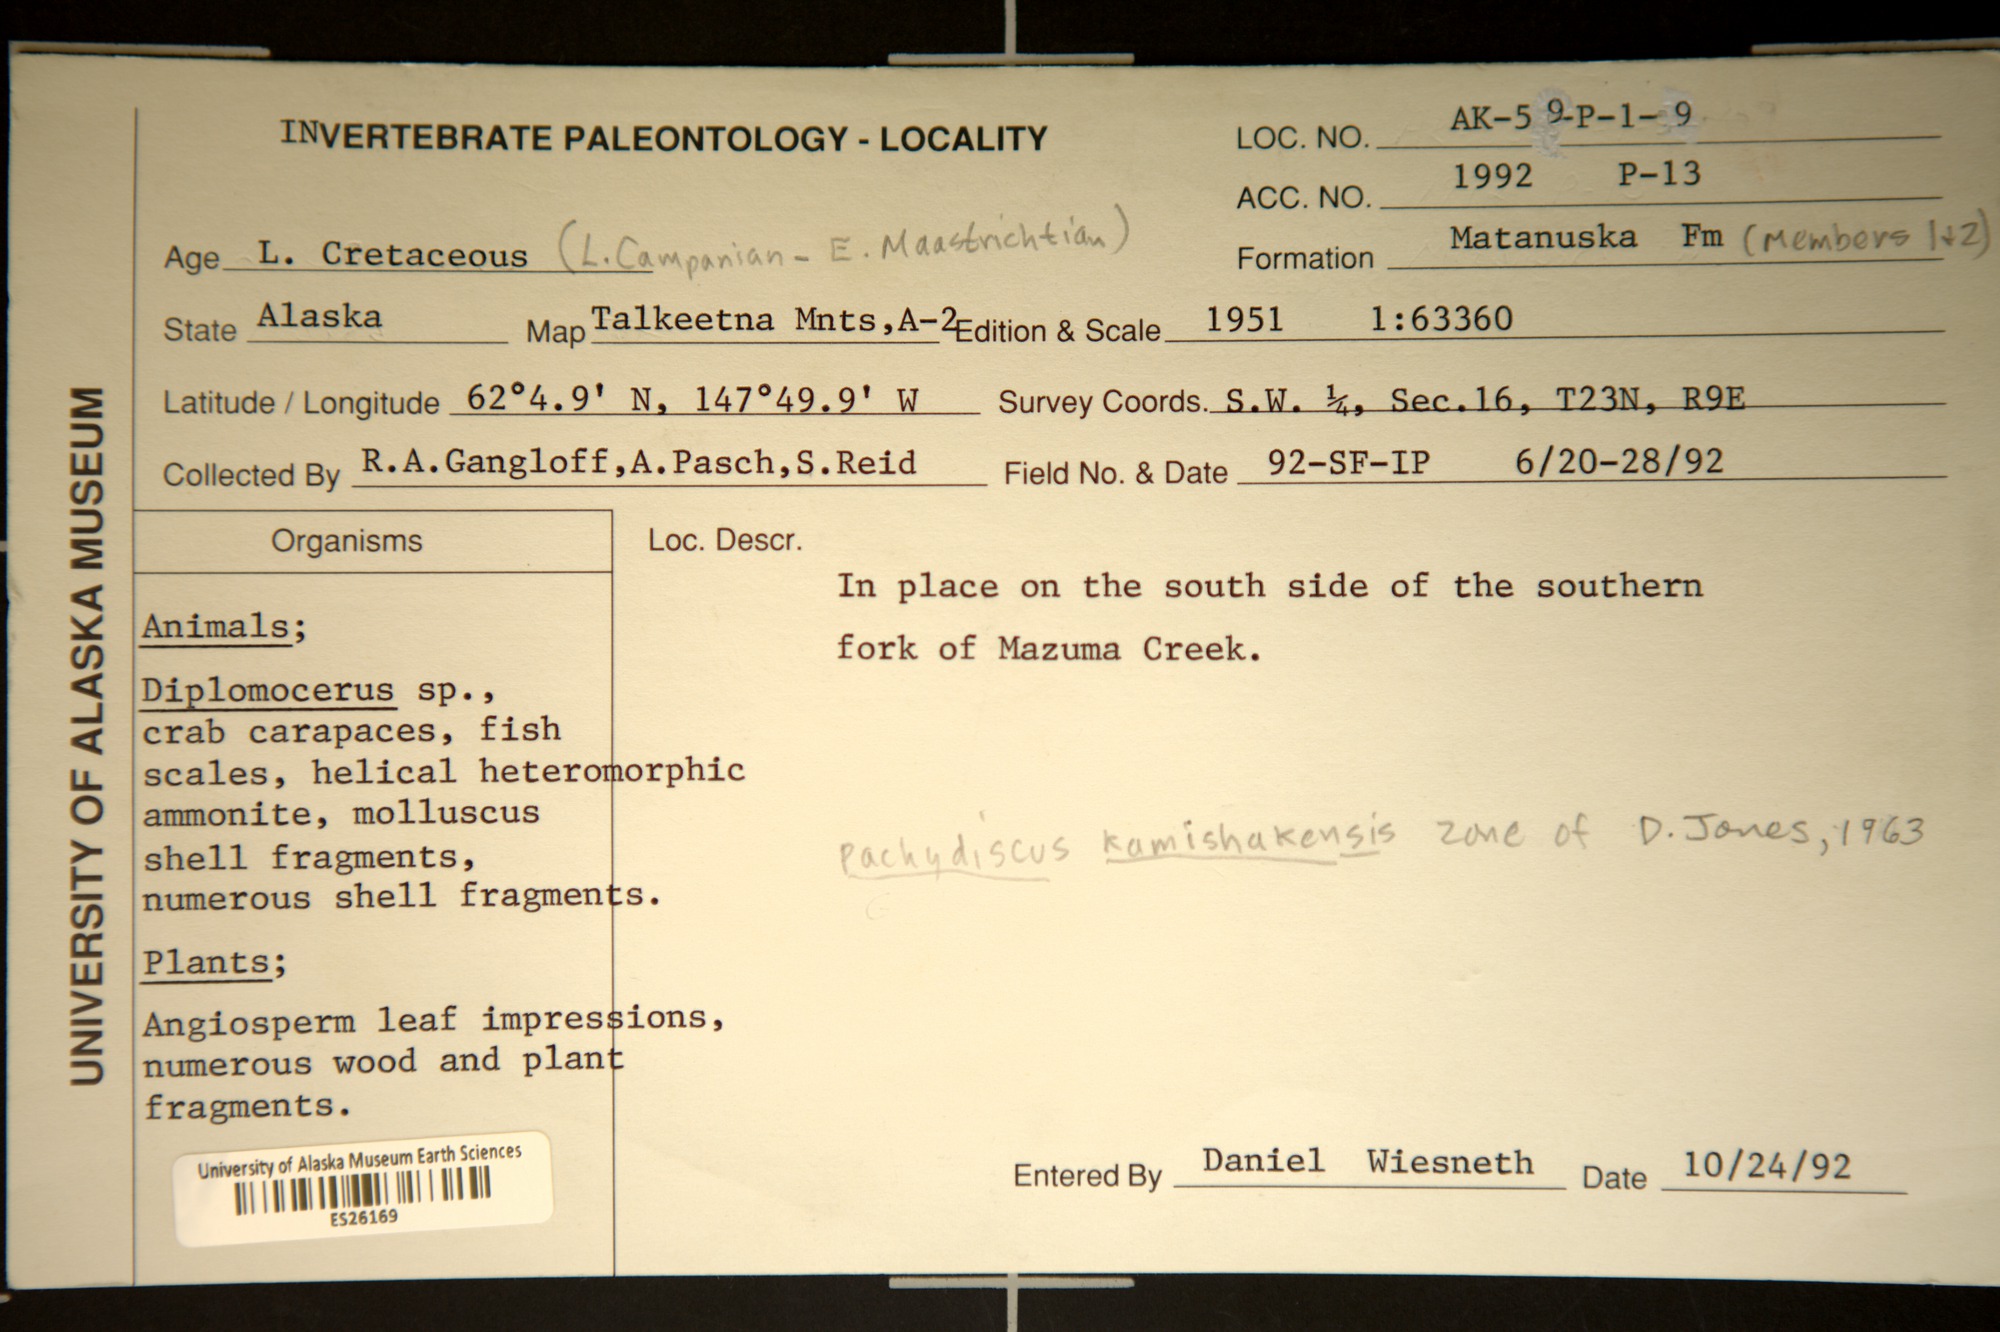 UNIVERSITY OF ALASKA MUSEUM
INVERTEBRATE PALEONTOLOGY - LOCALITY
LOC. NO. AK-5 9-P-1- 9
ACC. NO. 1992 P-13
Age L. Cretaceous (L. Campanian - E. Maastrichtian)
Formation Matanuska Fm (Members 1+2)
State Alaska Map Talkeetna Mnts,A-2 Edition & Scale 1951 1:63360
Latitude / Longitude 62°4.9' N, 147°49.9' W Survey Coords. S.W. ¼, Sec.16, T23N, R9E
Collected By R.A.Gangloff,A.Pasch,S.Reid Field No. & Date 92-SF-IP 6/20-28/92
Organisms
Animals;
Diplomocerus sp.,
crab carapaces, fish
scales, helical heteromorphic
ammonite, molluscus
shell fragments,
numerous shell fragments.
Plants;
Angiosperm leaf impressions,
numerous wood and plant
fragments.
Loc. Descr.
In place on the south side of the southern
fork of Mazuma Creek.
Pachydiscus kamishakensis zone of D. Jones, 1963
Entered By Daniel Wiesneth Date 10/24/92
University of Alaska Museum Earth Sciences
ES26169